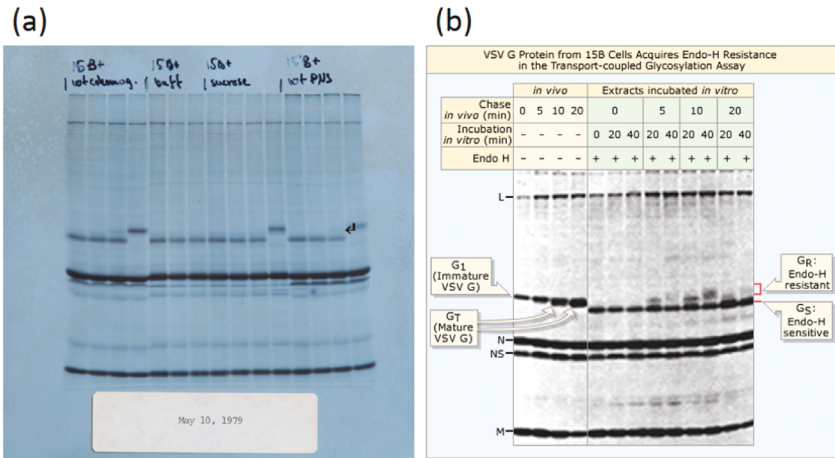 (a)
15B+ 15B+ 15B+ 15B+
buff sucrose wt PNS
May 10, 1979
(b)
VSV G Protein from 15B Cells Acquires Endo-H Resistance
in the Transport-coupled Glycosylation Assay
in vivo Extracts incubated in vitro
Chase
in vivo (min) 0 5 10 20 0 5 10 20
Incubation
in vitro (min) – – – – 0 20 40 20 40 20 40 20 40
Endo H – – – – + + + + + + + + +
L
G1
(Immature
VSV G)
GR:
Endo-H
resistant
GT
(Mature
VSV G)
GS:
Endo-H
sensitive
N
NS
M